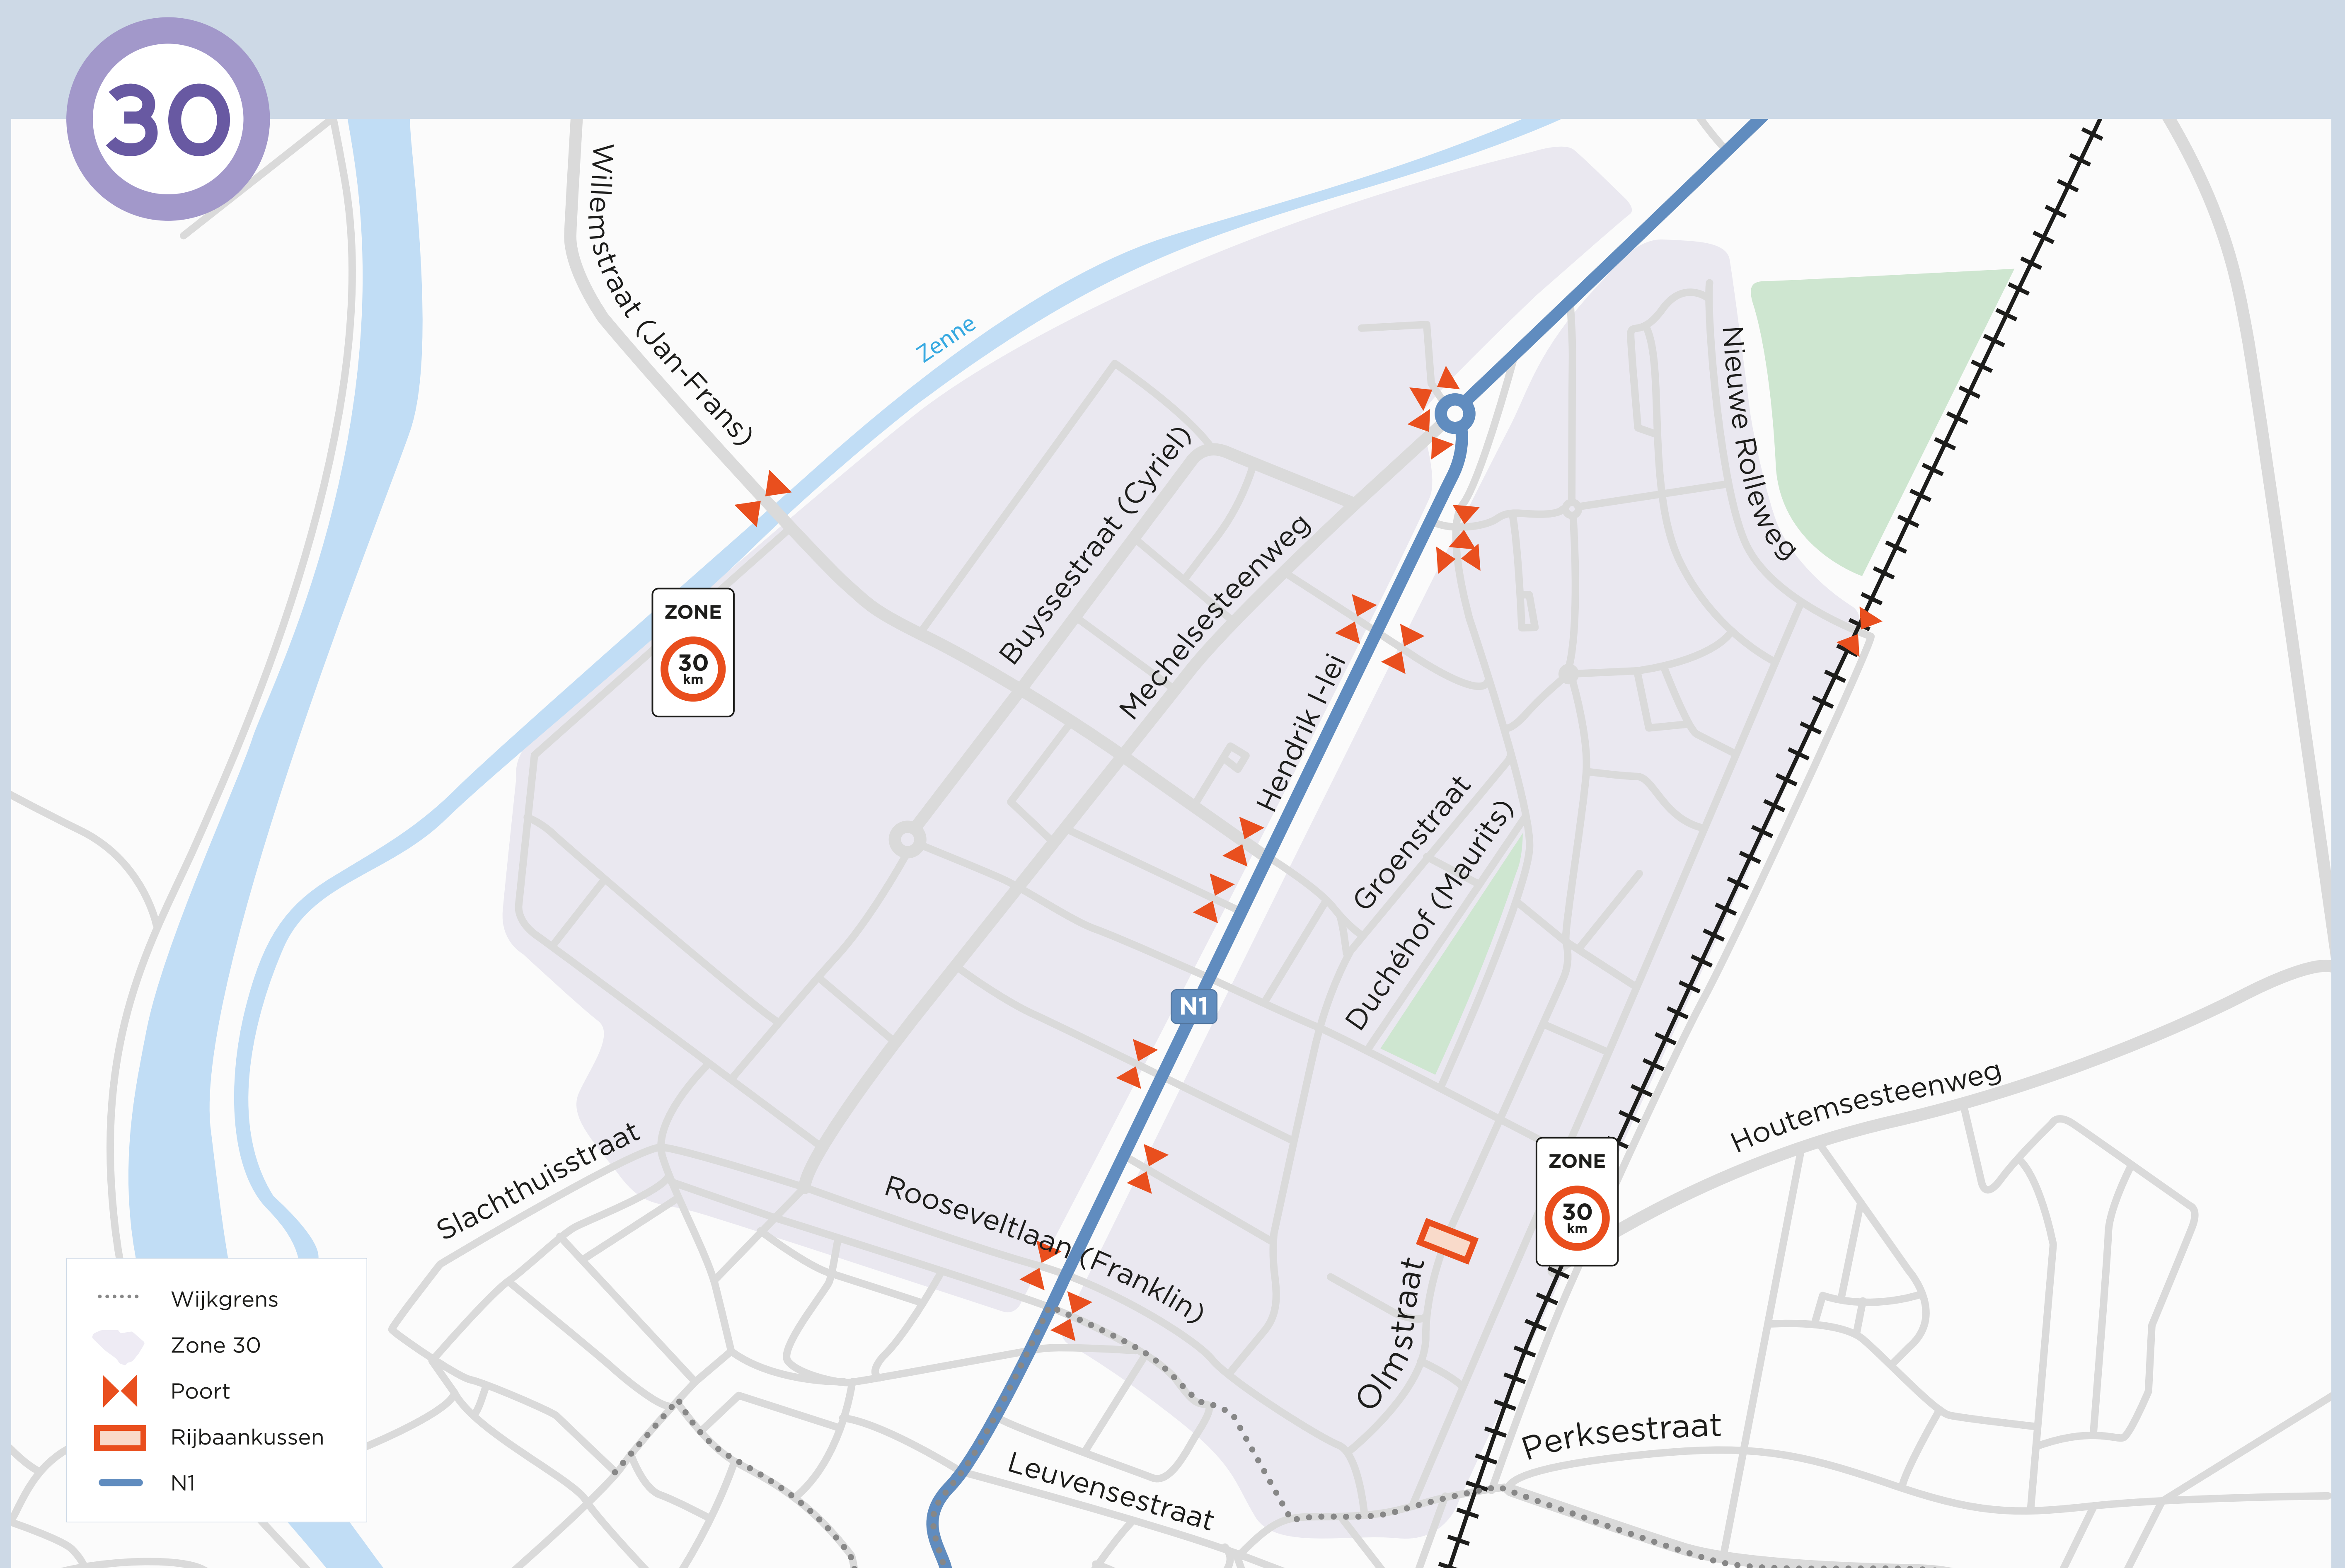 30
Willemstraat (Jan-Frans)
Zenne
Nieuwe Rolleweg
Buyssestraat (Cyriel)
Mechelsesteenweg
ZONE
30
km
Hendrik I-lei
Groenstraat
Duchéhof (Maurits)
N1
Houtemsesteenweg
Slachthuisstraat
ZONE
30
km
Rooseveltlaan (Franklin)
Olmstraat
Perksestraat
Leuvensestraat
Wijkgrens
Zone 30
Poort
Rijbaankussen
N1